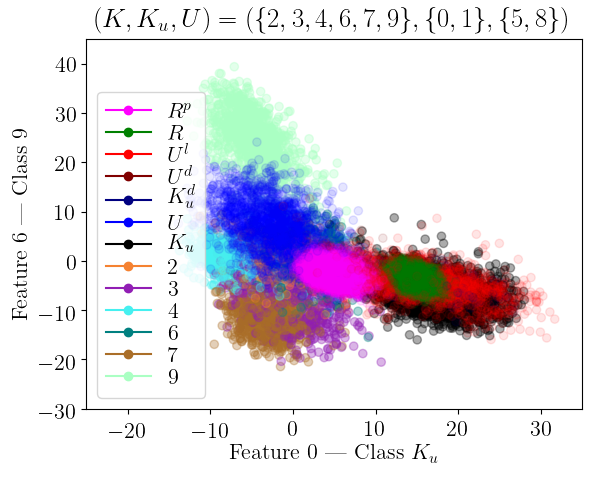 (K, K_u, U) = ({2, 3, 4, 6, 7, 9}, {0, 1}, {5, 8})
Feature 6 — Class 9
40
30
20
10
0
−10
−20
−30
R^p
R
U^l
U^d
K_u^d
U
K_u
2
3
4
6
7
9
−20 −10 0 10 20 30
Feature 0 — Class K_u